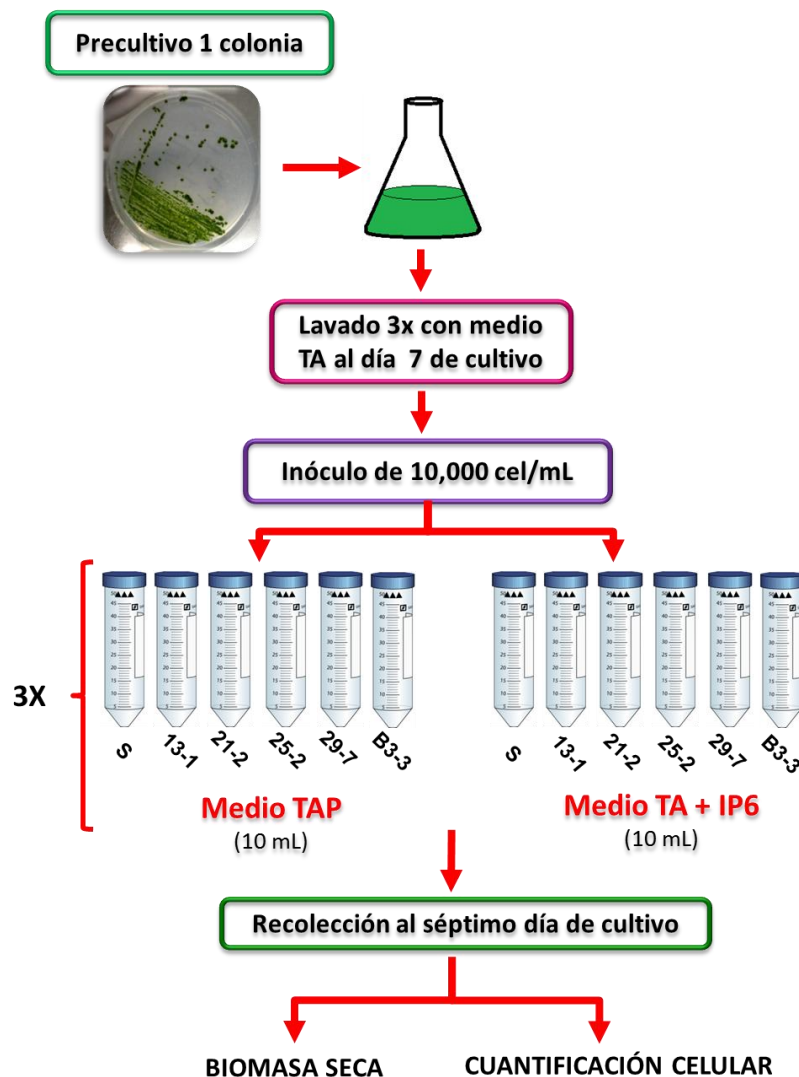 Precultivo 1 colonia
Lavado 3x con medio
TA al día 7 de cultivo
Inóculo de 10,000 cel/mL
3X
S
13-1
21-2
25-2
29-7
B3-3
S
13-1
21-2
25-2
29-7
B3-3
Medio TAP
(10 mL)
Medio TA + IP6
(10 mL)
Recolección al séptimo día de cultivo
BIOMASA SECA
CUANTIFICACIÓN CELULAR